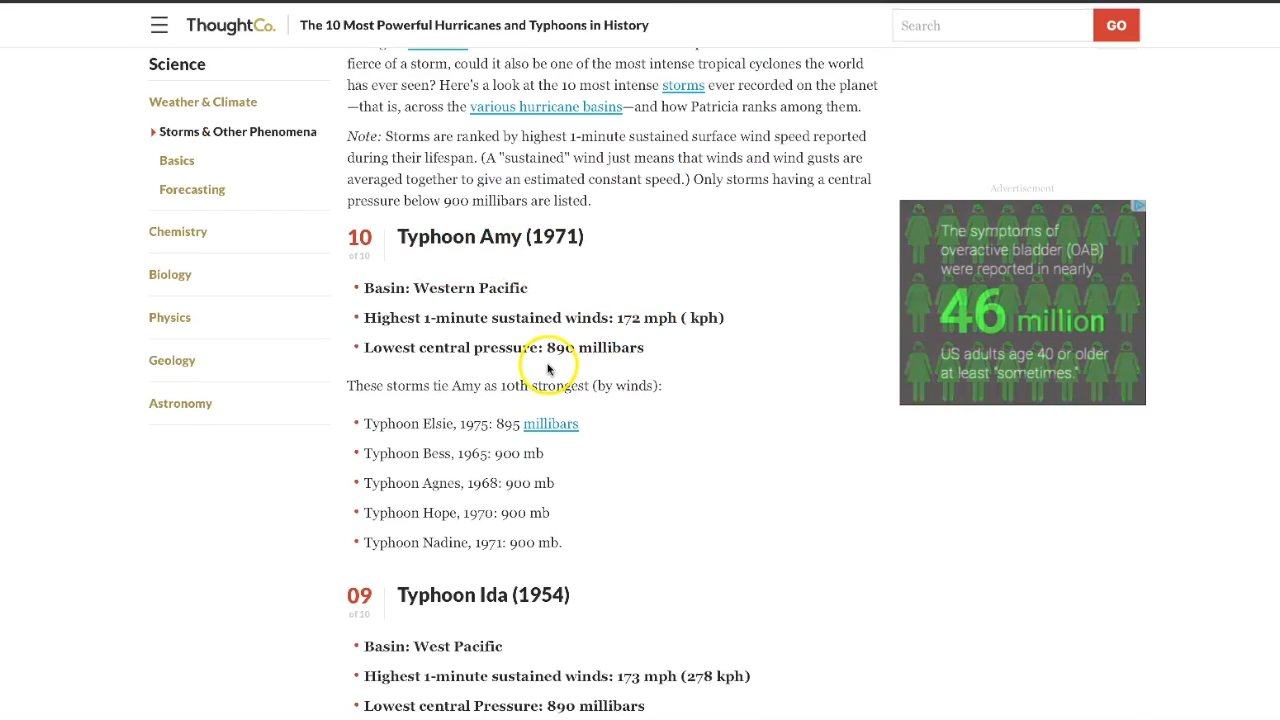 ThoughtCo.
The 10 Most Powerful Hurricanes and Typhoons in History
Search
GO
Science
Weather & Climate
Storms & Other Phenomena
Basics
Forecasting
Chemistry
Biology
Physics
Geology
Astronomy
fierce of a storm, could it also be one of the most intense tropical cyclones the world
has ever seen? Here's a look at the 10 most intense storms ever recorded on the planet
—that is, across the various hurricane basins—and how Patricia ranks among them.
Note: Storms are ranked by highest 1-minute sustained surface wind speed reported
during their lifespan. (A "sustained" wind just means that winds and wind gusts are
averaged together to give an estimated constant speed.) Only storms having a central
pressure below 900 millibars are listed.
10
of 10
Typhoon Amy (1971)
• Basin: Western Pacific
• Highest 1-minute sustained winds: 172 mph ( kph)
• Lowest central pressure: 890 millibars
These storms tie Amy as 10th strongest (by winds):
• Typhoon Elsie, 1975: 895 millibars
• Typhoon Bess, 1965: 900 mb
• Typhoon Agnes, 1968: 900 mb
• Typhoon Hope, 1970: 900 mb
• Typhoon Nadine, 1971: 900 mb.
09
of 10
Typhoon Ida (1954)
• Basin: West Pacific
• Highest 1-minute sustained winds: 173 mph (278 kph)
• Lowest central Pressure: 890 millibars
Advertisement
The symptoms of
overactive bladder (OAB)
were reported in nearly
46 million
US adults age 40 or older
at least "sometimes."